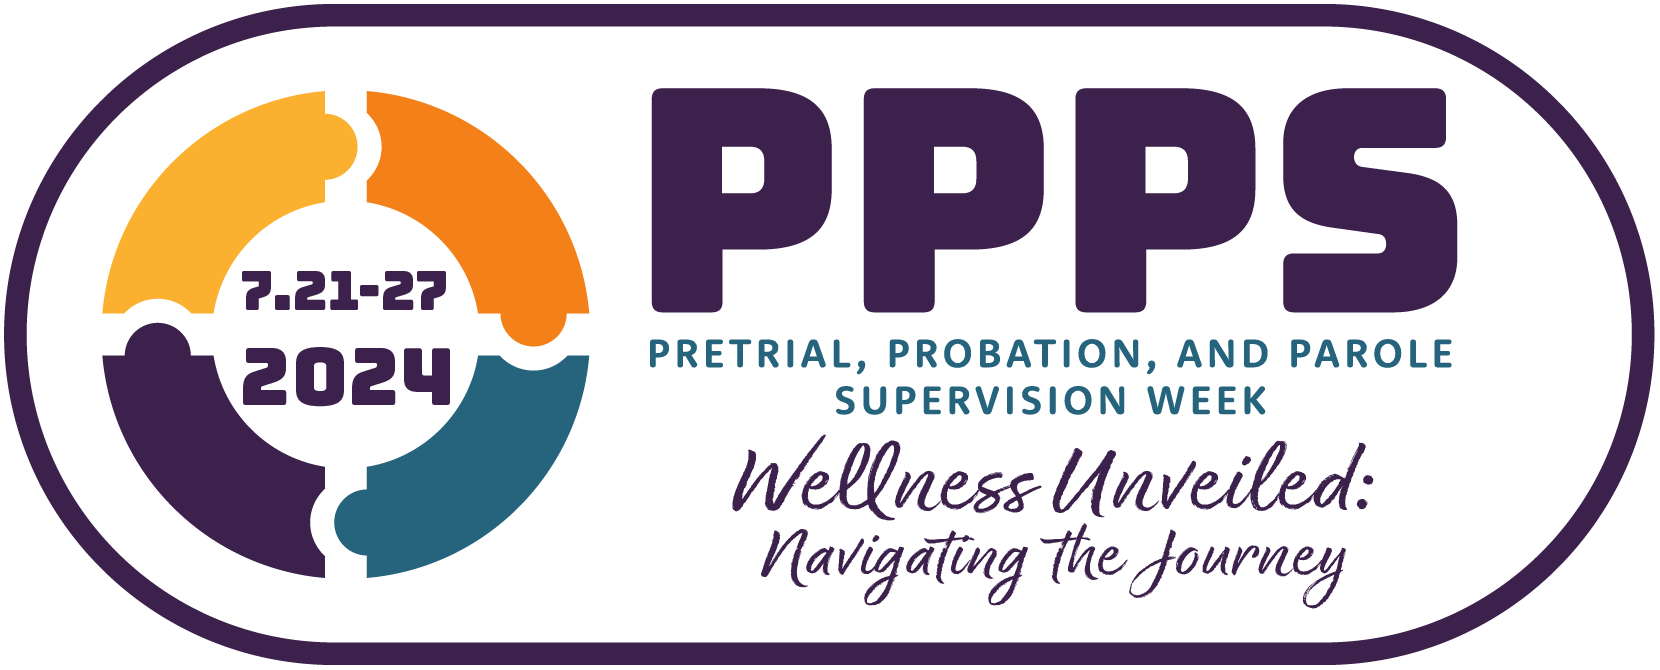 7.21-27
2024
PPPS
PRETRIAL, PROBATION, AND PAROLE
SUPERVISION WEEK
Wellness Unveiled:
Navigating the Journey